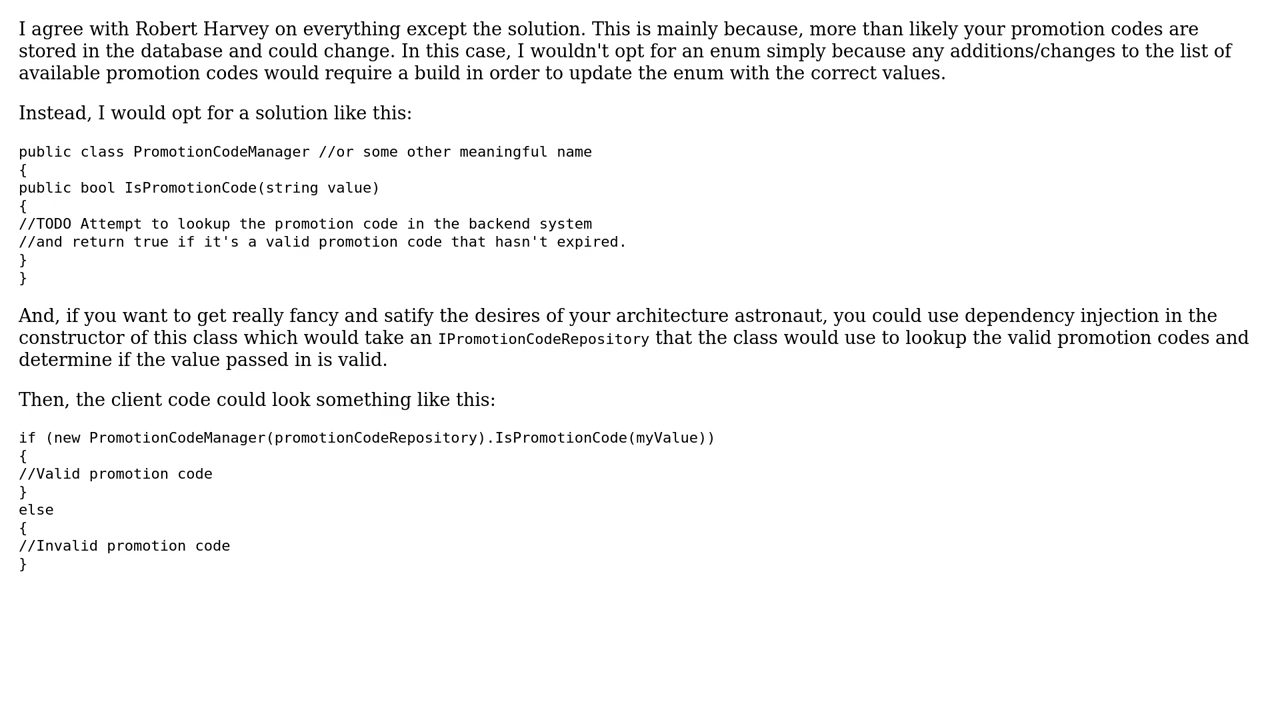 I agree with Robert Harvey on everything except the solution. This is mainly because, more than likely your promotion codes are
stored in the database and could change. In this case, I wouldn't opt for an enum simply because any additions/changes to the list of
available promotion codes would require a build in order to update the enum with the correct values.
Instead, I would opt for a solution like this:
public class PromotionCodeManager //or some other meaningful name
{
public bool IsPromotionCode(string value)
{
//TODO Attempt to lookup the promotion code in the backend system
//and return true if it's a valid promotion code that hasn't expired.
}
}
And, if you want to get really fancy and satify the desires of your architecture astronaut, you could use dependency injection in the
constructor of this class which would take an IPromotionCodeRepository that the class would use to lookup the valid promotion codes and
determine if the value passed in is valid.
Then, the client code could look something like this:
if (new PromotionCodeManager(promotionCodeRepository).IsPromotionCode(myValue))
{
//Valid promotion code
}
else
{
//Invalid promotion code
}